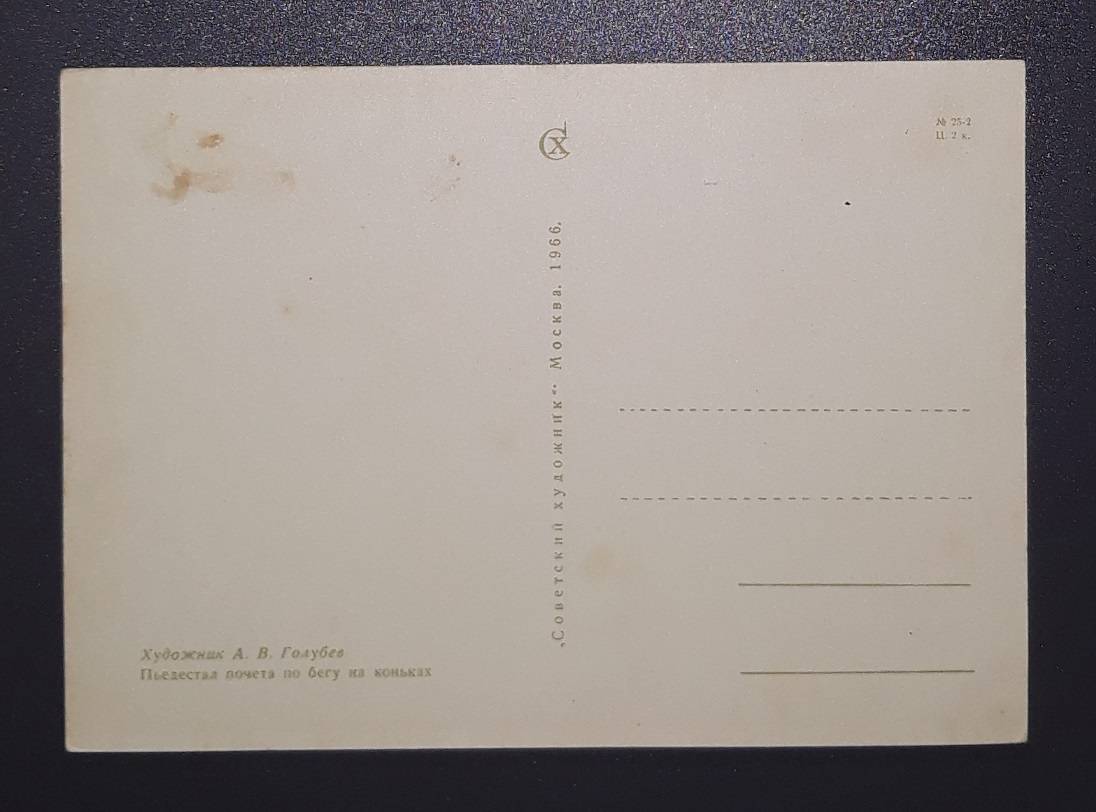 СХ
№ 25-2
Ц. 2 к.
„Советский художник“. Москва. 1966.
Художник А. В. Голубев
Пьедестал почета по бегу на коньках